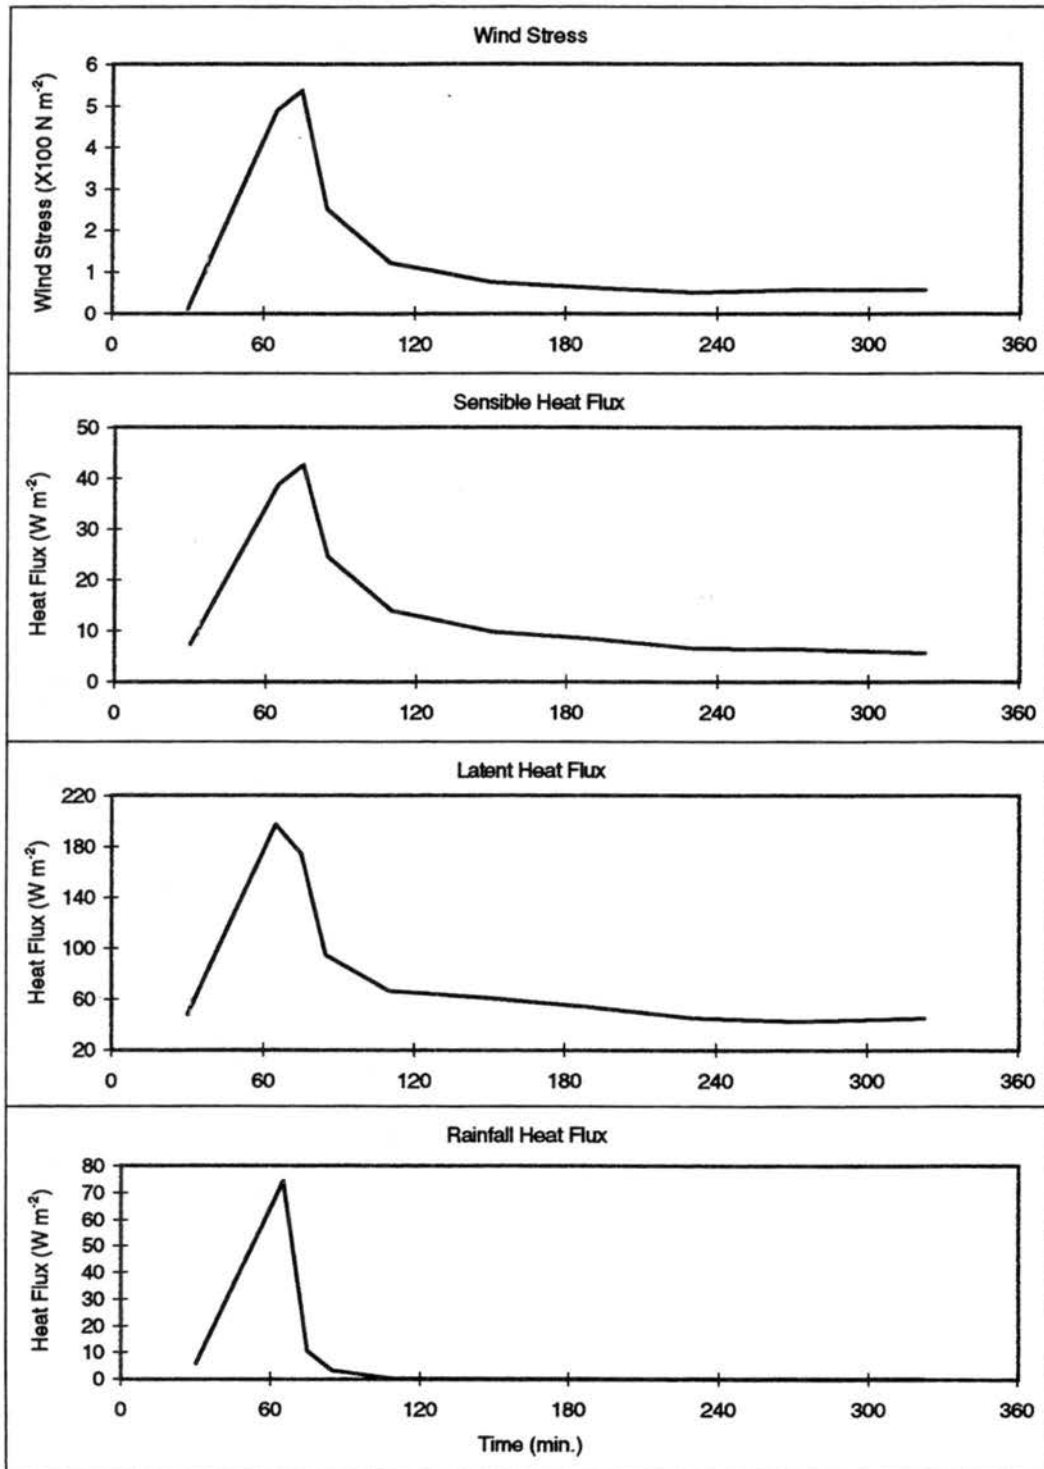 Wind Stress
Wind Stress (X100 N m-2)
6
5
4
3
2
1
0
0 60 120 180 240 300 360
Sensible Heat Flux
Heat Flux (W m-2)
50
40
30
20
10
0
0 60 120 180 240 300 360
Latent Heat Flux
Heat Flux (W m-2)
220
180
140
100
60
20
0 60 120 180 240 300 360
Rainfall Heat Flux
Heat Flux (W m-2)
80
70
60
50
40
30
20
10
0
0 60 120 180 240 300 360
Time (min.)